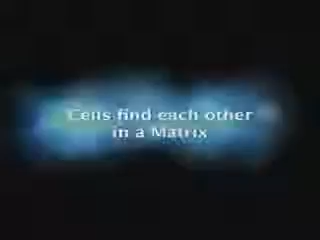 Cells find each other
in a Matrix